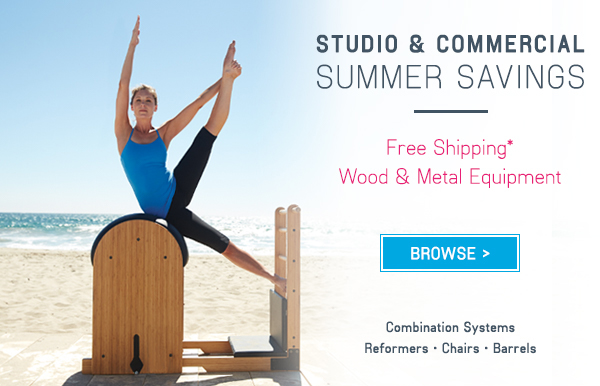 STUDIO & COMMERCIAL
SUMMER SAVINGS
Free Shipping*
Wood & Metal Equipment
BROWSE >
Combination Systems
Reformers • Chairs • Barrels